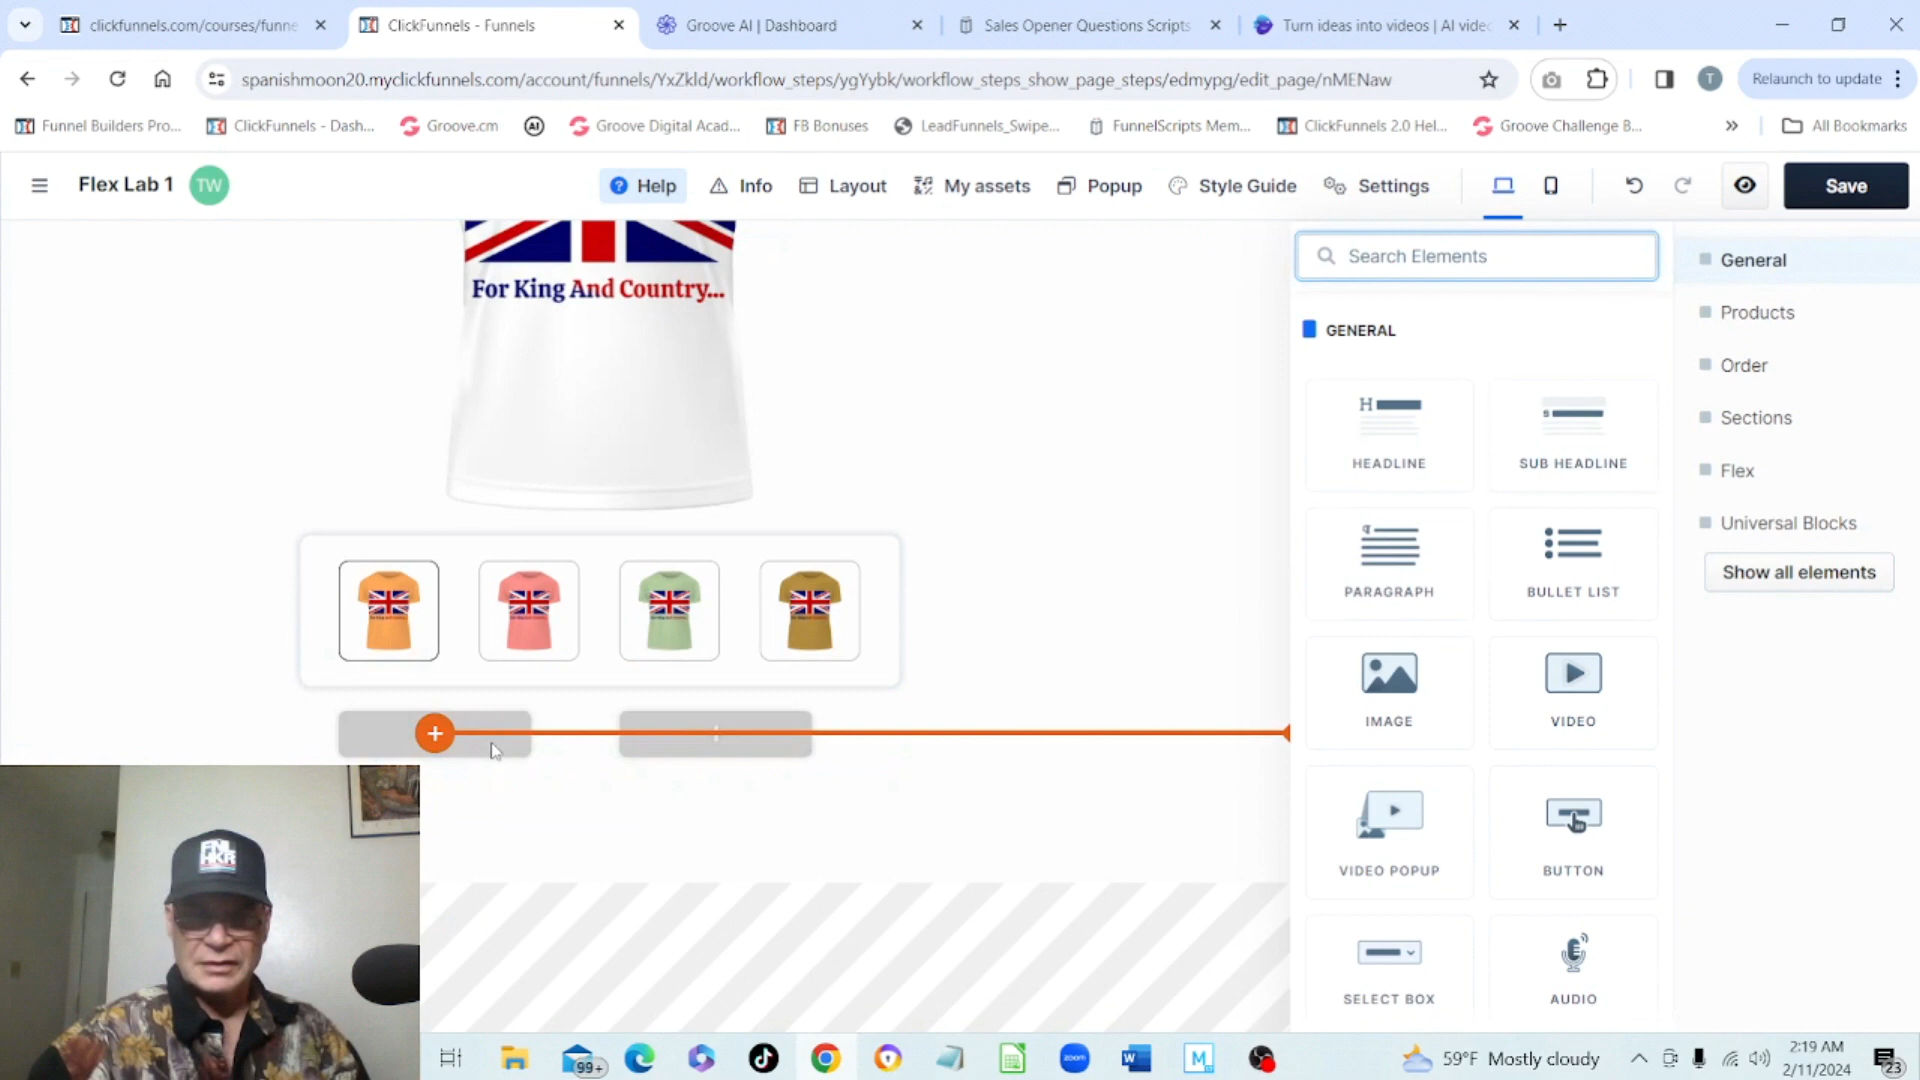 clickfunnels.com/courses/funne
ClickFunnels - Funnels
Groove AI | Dashboard
Sales Opener Questions Scripts
Turn ideas into videos | AI vide
spanishmoon20.myclickfunnels.com/account/funnels/YxZkld/workflow_steps/ygYybk/workflow_steps_show_page_steps/edmypg/edit_page/nMENaw
T
Relaunch to update
Funnel Builders Pro...
ClickFunnels - Dash...
Groove.cm
AI
Groove Digital Acad...
FB Bonuses
LeadFunnels_Swipe...
FunnelScripts Mem...
ClickFunnels 2.0 Hel...
Groove Challenge B...
All Bookmarks
Flex Lab 1
TW
Help
Info
Layout
My assets
Popup
Style Guide
Settings
Save
Search Elements
GENERAL
HEADLINE
SUB HEADLINE
PARAGRAPH
BULLET LIST
IMAGE
VIDEO
VIDEO POPUP
BUTTON
SELECT BOX
AUDIO
General
Products
Order
Sections
Flex
Universal Blocks
Show all elements
For King And Country...
FNL
HKR
99+
zoom
59°F Mostly cloudy
2:19 AM
2/11/2024
23